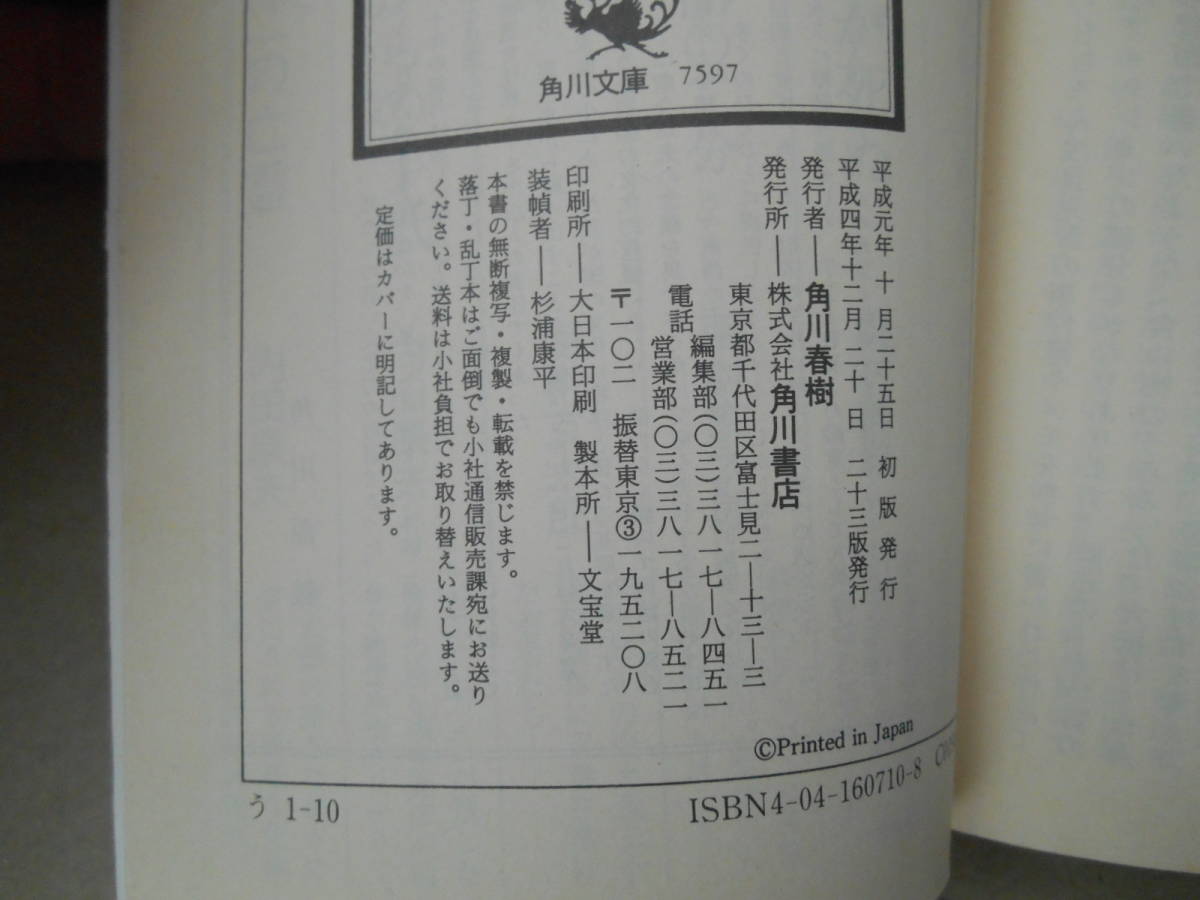 角川文庫 7597
平成元年 十 月二十五日 初版発行
平成四年十二月 二十 日 二十三版発行
発行者―角川春樹
発行所―株式会社角川書店
東京都千代田区富士見二―十三―三
電話
編集部(〇三)三八一七―八四五一
営業部(〇三)三八一七―八五二一
〒一〇二 振替東京③一九五二〇八
印刷所―大日本印刷 製本所―文宝堂
装幀者―杉浦康平
本書の無断複写・複製・転載を禁じます。
落丁・乱丁本はご面倒でも小社通信販売課宛にお送り
ください。送料は小社負担でお取り替えいたします。
定価はカバーに明記してあります。
©Printed in Japan
う 1-10
ISBN4-04-160710-8